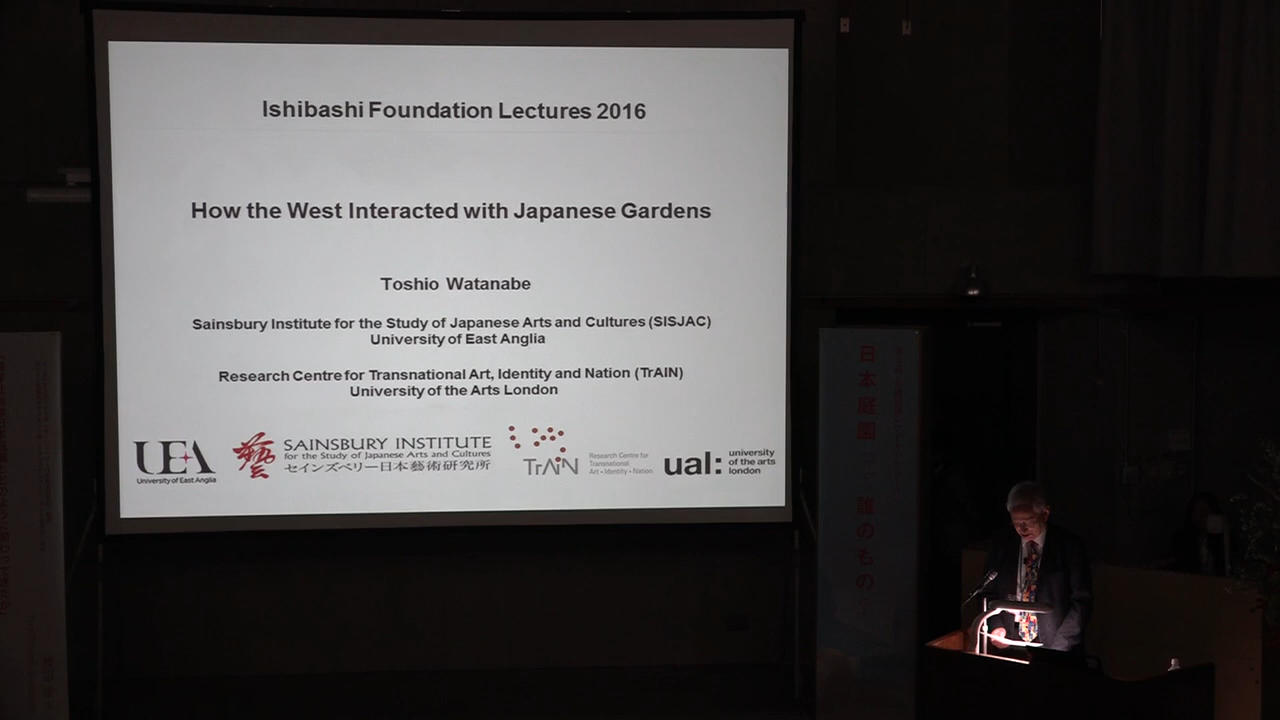 Ishibashi Foundation Lectures 2016
How the West Interacted with Japanese Gardens
Toshio Watanabe
Sainsbury Institute for the Study of Japanese Arts and Cultures (SISJAC)
University of East Anglia
Research Centre for Transnational Art, Identity and Nation (TrAIN)
University of the Arts London
UEA
University of East Anglia
藝
SAINSBURY INSTITUTE
for the Study of Japanese Arts and Cultures
セインズベリー日本藝術研究所
TrAIN
Research Centre for
Transnational
Art • Identity • Nation
ual:
university
of the arts
london
日本庭園 誰のもの